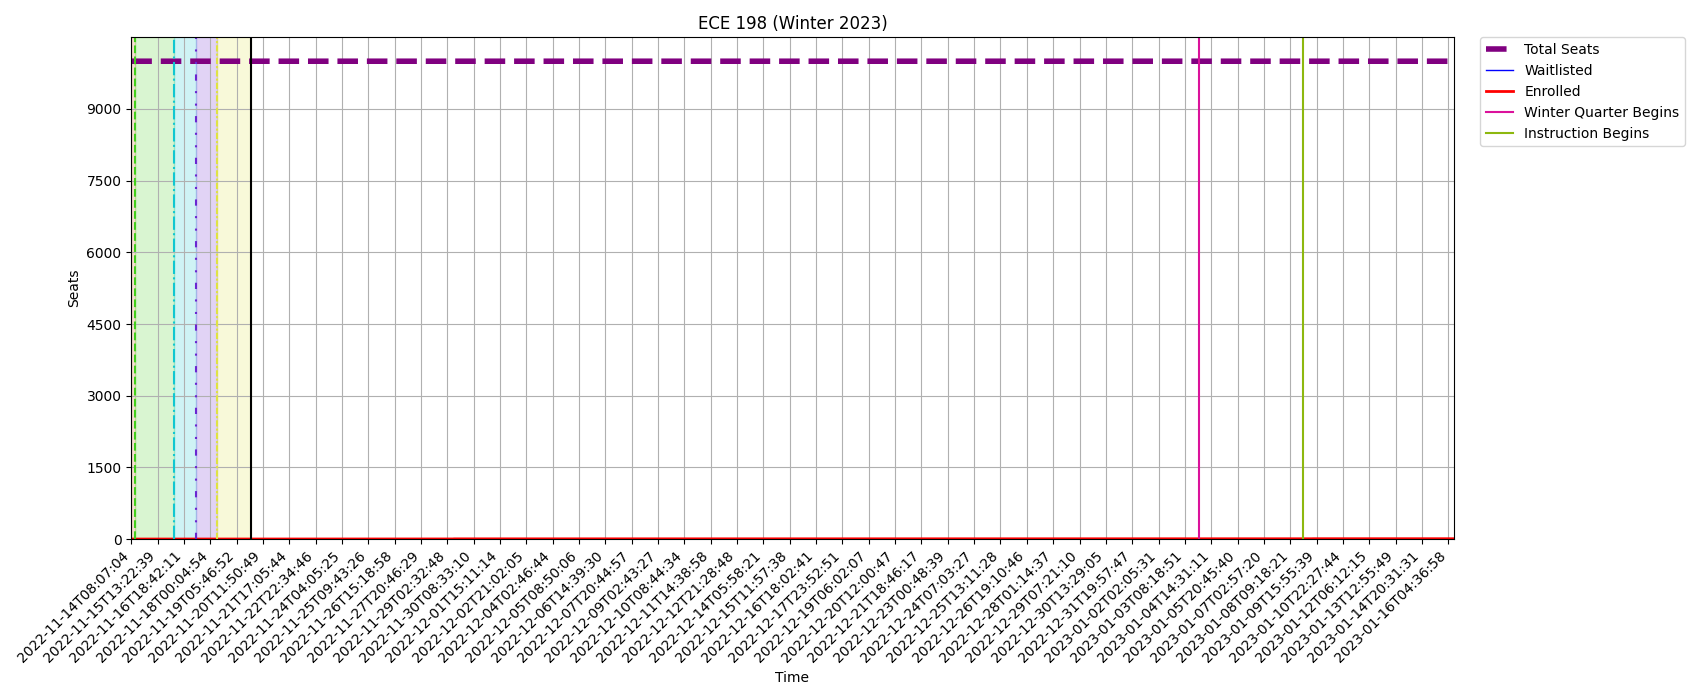 ECE 198 (Winter 2023)
Total Seats
Waitlisted
Enrolled
Winter Quarter Begins
Instruction Begins
Seats
9000
7500
6000
4500
3000
1500
0
2022-11-14T08:07:04
2022-11-15T13:22:39
2022-11-16T18:42:11
2022-11-18T00:04:54
2022-11-19T05:46:52
2022-11-20T11:50:49
2022-11-21T17:05:44
2022-11-22T22:34:46
2022-11-24T04:05:25
2022-11-25T09:43:26
2022-11-26T15:18:58
2022-11-27T20:46:29
2022-11-29T02:32:48
2022-11-30T08:33:10
2022-12-01T15:11:14
2022-12-02T21:02:05
2022-12-04T02:46:44
2022-12-05T08:50:06
2022-12-06T14:39:30
2022-12-07T20:44:57
2022-12-09T02:43:27
2022-12-10T08:44:34
2022-12-11T14:38:58
2022-12-12T21:28:48
2022-12-14T05:58:21
2022-12-15T11:57:38
2022-12-16T18:02:41
2022-12-17T23:52:51
2022-12-19T06:02:07
2022-12-20T12:00:47
2022-12-21T18:46:17
2022-12-23T00:48:39
2022-12-24T07:03:27
2022-12-25T13:11:28
2022-12-26T19:10:46
2022-12-28T01:14:37
2022-12-29T07:21:10
2022-12-30T13:29:05
2022-12-31T19:57:47
2023-01-02T02:05:31
2023-01-03T08:18:51
2023-01-04T14:31:11
2023-01-05T20:45:40
2023-01-07T02:57:20
2023-01-08T09:18:21
2023-01-09T15:55:39
2023-01-10T22:27:44
2023-01-12T06:12:15
2023-01-13T12:55:49
2023-01-14T20:31:31
2023-01-16T04:36:58
Time